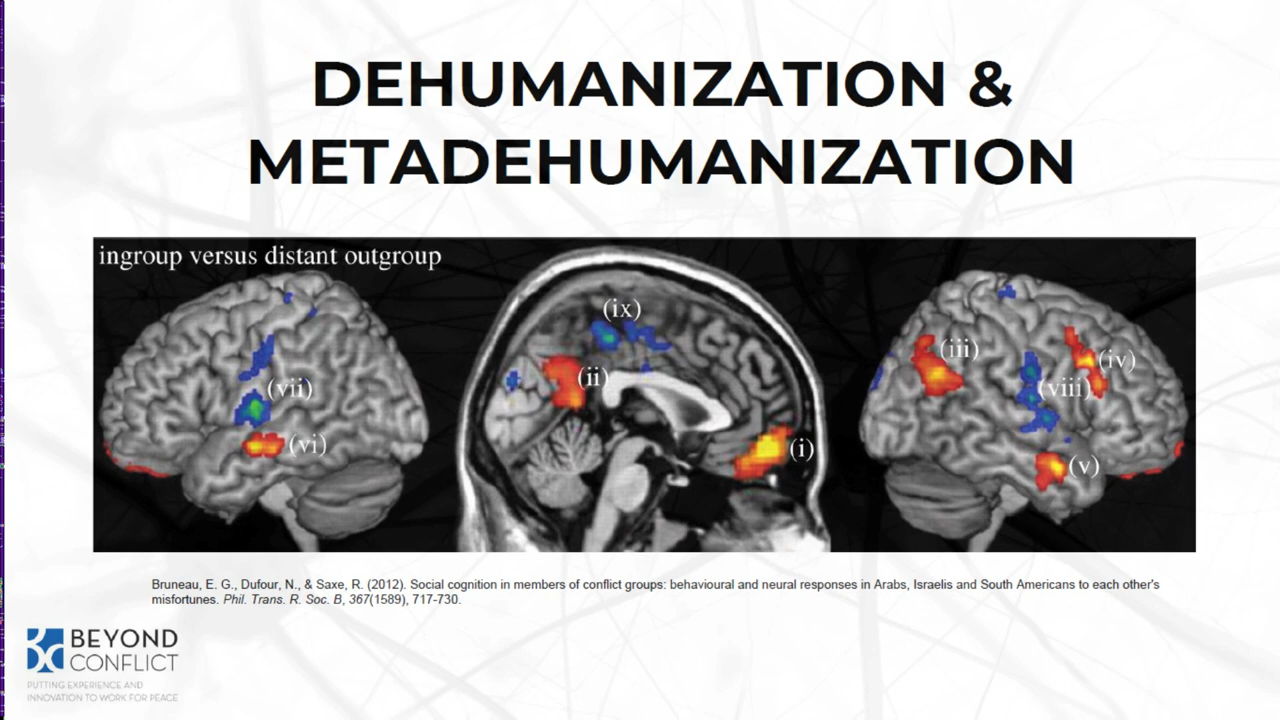 DEHUMANIZATION &
METADEHUMANIZATION
ingroup versus distant outgroup
(ix)
(iii)
(iv)
(ii)
(vii)
(viii)
(vi)
(i)
(v)
Bruneau, E. G., Dufour, N., & Saxe, R. (2012). Social cognition in members of conflict groups: behavioural and neural responses in Arabs, Israelis and South Americans to each other's
misfortunes. Phil. Trans. R. Soc. B, 367(1589), 717-730.
BEYOND
CONFLICT
PUTTING EXPERIENCE AND
INNOVATION TO WORK FOR PEACE